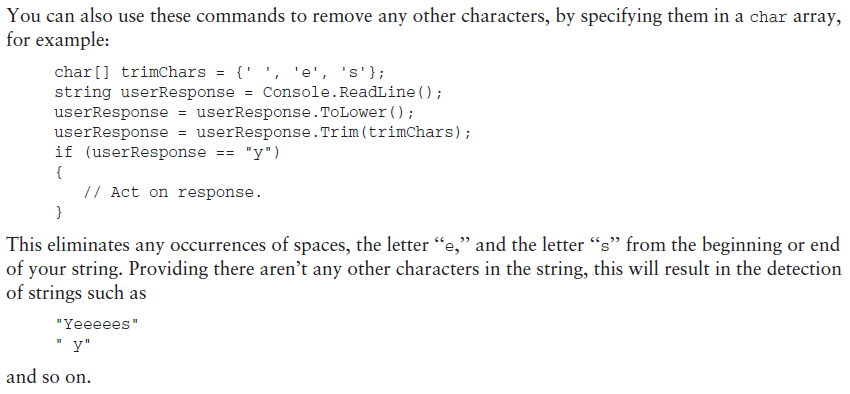 You can also use these commands to remove any other characters, by specifying them in a char array,
for example:
char[] trimChars = {' ', 'e', 's'};
string userResponse = Console.ReadLine();
userResponse = userResponse.ToLower();
userResponse = userResponse.Trim(trimChars);
if (userResponse == "y")
{
// Act on response.
}
This eliminates any occurrences of spaces, the letter “e,” and the letter “s” from the beginning or end
of your string. Providing there aren’t any other characters in the string, this will result in the detection
of strings such as
"Yeeeees"
" y"
and so on.